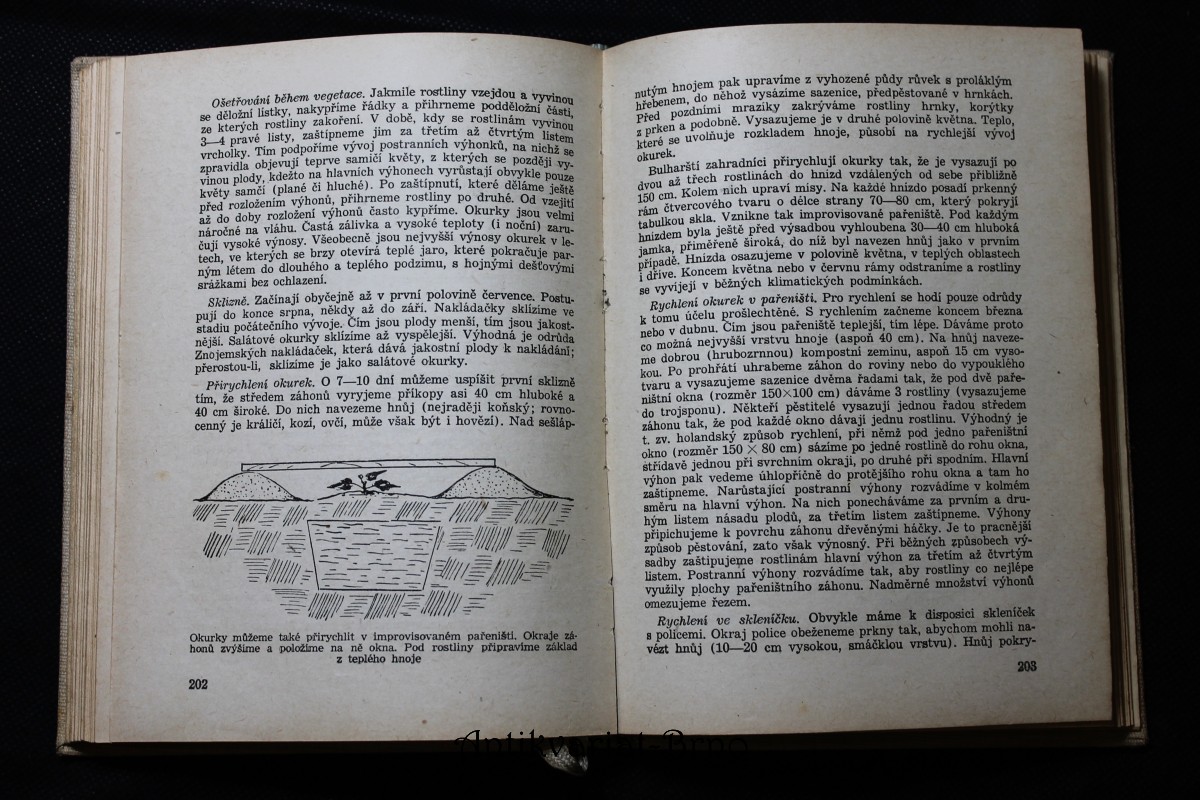 Ošetřování během vegetace. Jakmile rostliny vzejdou a vyvinou
se děložní lístky, nakypříme řádky a přihrneme podděložní části,
ze kterých rostliny zakoření. V době, kdy se rostlinám vyvinou
3—4 pravé listy, zaštípneme jim za třetím až čtvrtým listem
vrcholky. Tím podpoříme vývoj postranních výhonků, na nichž se
zpravidla objevují teprve samičí květy, z kterých se později vy-
vinou plody, kdežto na hlavních výhonech vyrůstají obvykle pouze
květy samčí (plané či hluché). Po zaštípnutí, které děláme ještě
před rozložením výhonů, přihrneme rostliny po druhé. Od vzejití
až do doby rozložení výhonů často kypříme. Okurky jsou velmi
náročné na vláhu. Častá zálivka a vysoké teploty (i noční) zaru-
čují vysoké výnosy. Všeobecně jsou nejvyšší výnosy okurek v le-
tech, ve kterých se brzy otevírá teplé jaro, které pokračuje par-
ným létem do dlouhého a teplého podzimu, s hojnými dešťovými
srážkami bez ochlazení.
Sklizně. Začínají obyčejně až v první polovině července. Postu-
pují do konce srpna, někdy až do září. Nakládačky sklízíme ve
stadiu počátečního vývoje. Čím jsou plody menší, tím jsou jakost-
nější. Salátové okurky sklízíme až vyspělejší. Výhodná je odrůda
Znojemských nakládaček, která dává jakostní plody k nakládání;
přerostou-li, sklízíme je jako salátové okurky.
Přirychlení okurek. O 7—10 dní můžeme uspíšit první sklizně
tím, že středem záhonů vyryjeme příkopy asi 40 cm hluboké a
40 cm široké. Do nich navezeme hnůj (nejraději koňský; rovno-
cenný je králičí, kozí, ovčí, může však být i hovězí). Nad sešláp-
Okurky můžeme také přirychlit v improvisovaném pařeništi. Okraje zá-
honů zvýšíme a položíme na ně okna. Pod rostliny připravíme základ
z teplého hnoje
202
nutým hnojem pak upravíme z vyhozené půdy růvek s proláklým
hřebenem, do něhož vysázíme sazenice, předpěstované v hrnkách.
Před pozdními mrazíky zakrýváme rostliny hrnky, korýtky
z prken a podobně. Vysazujeme je v druhé polovině května. Teplo,
které se uvolňuje rozkladem hnoje, působí na rychlejší vývoj
okurek.
Bulharští zahradníci přirychlují okurky tak, že je vysazují po
dvou až třech rostlinách do hnízd vzdálených od sebe přibližně
150 cm. Kolem nich upraví mísy. Na každé hnízdo posadí prkenný
rám čtvercového tvaru o délce strany 70—80 cm, který pokryjí
tabulkou skla. Vznikne tak improvisované pařeniště. Pod každým
hnízdem byla ještě před výsadbou vyhloubena 30—40 cm hluboká
jamka, přiměřeně široká, do níž byl navezen hnůj jako v prvním
případě. Hnízda osazujeme v polovině května, v teplých oblastech
i dříve. Koncem května nebo v červnu rámy odstraníme a rostliny
se vyvíjejí v běžných klimatických podmínkách.
Rychlení okurek v pařeništi. Pro rychlení se hodí pouze odrůdy
k tomu účelu prošlechtěné. S rychlením začneme koncem března
nebo v dubnu. Čím jsou pařeniště teplejší, tím lépe. Dáváme proto
co možná nejvyšší vrstvu hnoje (aspoň 40 cm). Na hnůj naveze-
me dobrou (hrubozrnnou) kompostní zeminu, aspoň 15 cm vyso-
kou. Po prohřátí uhrabeme záhon do roviny nebo do vypouklého
tvaru a vysazujeme sazenice dvěma řadami tak, že pod dvě paře-
ništní okna (rozměr 150×100 cm) dáváme 3 rostliny (vysazujeme
do trojsponu). Někteří pěstitelé vysazují jednou řadou středem
záhonu tak, že pod každé okno dávají jednu rostlinu. Výhodný je
t. zv. holandský způsob rychlení, při němž pod jedno pařeništní
okno (rozměr 150 × 80 cm) sázíme po jedné rostlině do rohu okna,
střídavě jednou při svrchním okraji, po druhé při spodním. Hlavní
výhon pak vedeme úhlopříčně do protějšího rohu okna a tam ho
zaštípneme. Narůstající postranní výhony rozvádíme v kolmém
směru na hlavní výhon. Na nich ponecháváme za prvním a dru-
hým listem násadu plodů, za třetím listem zaštípneme. Výhony
připichujeme k povrchu záhonu dřevěnými háčky. Je to pracnější
způsob pěstování, zato však výnosný. Při běžných způsobech vý-
sadby zaštipujeme rostlinám hlavní výhon za třetím až čtvrtým
listem. Postranní výhony rozvádíme tak, aby rostliny co nejlépe
využily plochy pařeništního záhonu. Nadměrné množství výhonů
omezujeme řezem.
Rychlení ve skleníčku. Obvykle máme k disposici skleníček
s policemi. Okraj police obeženeme prkny tak, abychom mohli na-
vézt hnůj (10—20 cm vysokou, smáčklou vrstvu). Hnůj pokry-
203
Antikvariat-Brno